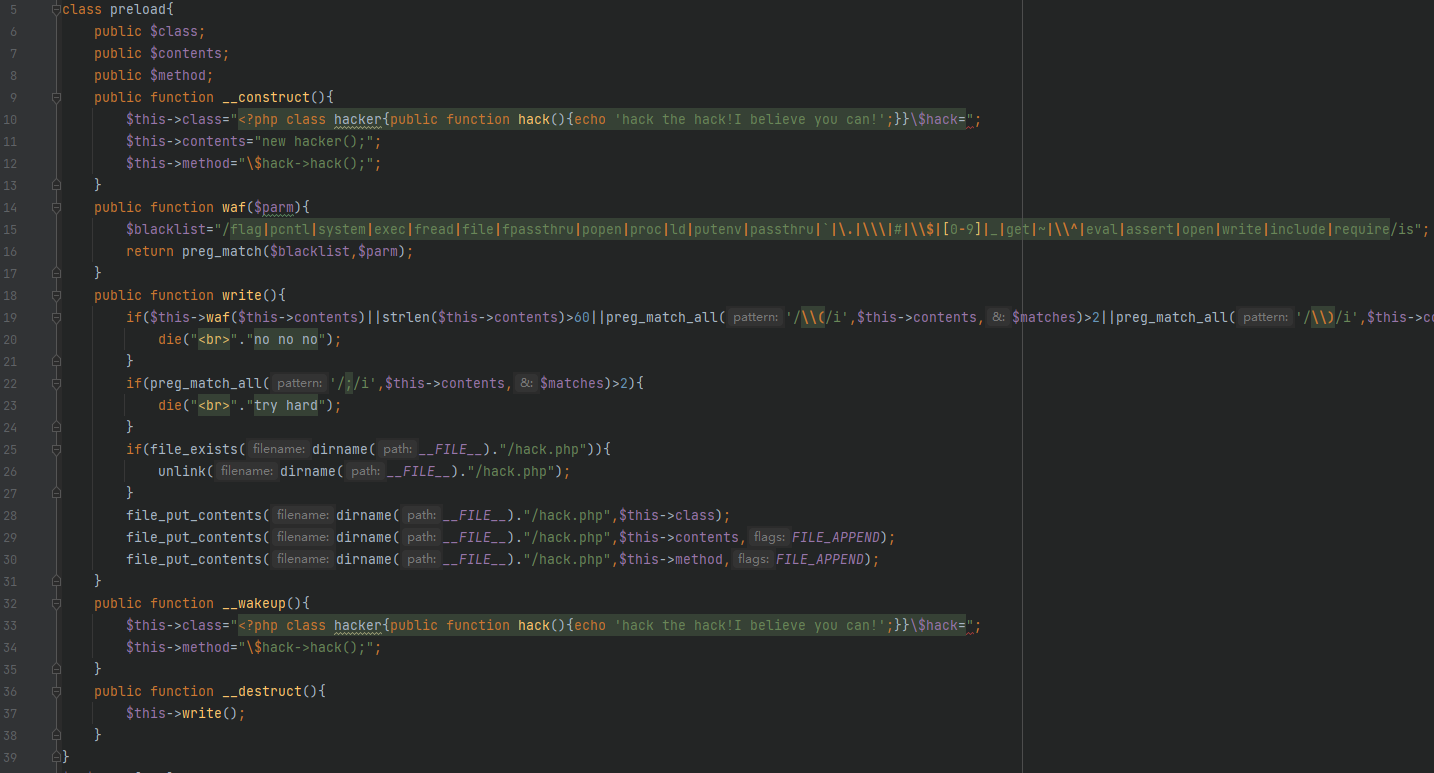 5 class preload{
6 public $class;
7 public $contents;
8 public $method;
9 public function __construct(){
10 $this->class="<?php class hacker{public function hack(){echo 'hack the hack!I believe you can!';}}\$hack=";
11 $this->contents="new hacker();";
12 $this->method="\$hack->hack();";
13 }
14 public function waf($parm){
15 $blacklist="/flag|pcntl|system|exec|fread|file|fpassthru|popen|proc|ld|putenv|passthru|`|\.|\\\|#|\\$|[0-9]|_|get|~|\\^|eval|assert|open|write|include|require/is";
16 return preg_match($blacklist,$parm);
17 }
18 public function write(){
19 if($this->waf($this->contents)||strlen($this->contents)>60||preg_match_all( pattern: '/\\(/i',$this->contents, &: $matches)>2||preg_match_all( pattern: '/\\)/i',$this->co
20 die("<br>"."no no no");
21 }
22 if(preg_match_all( pattern: '/;/i',$this->contents, &: $matches)>2){
23 die("<br>"."try hard");
24 }
25 if(file_exists( filename: dirname( path: __FILE__)."/hack.php")){
26 unlink( filename: dirname( path: __FILE__)."/hack.php");
27 }
28 file_put_contents( filename: dirname( path: __FILE__)."/hack.php",$this->class);
29 file_put_contents( filename: dirname( path: __FILE__)."/hack.php",$this->contents, flags: FILE_APPEND);
30 file_put_contents( filename: dirname( path: __FILE__)."/hack.php",$this->method, flags: FILE_APPEND);
31 }
32 public function __wakeup(){
33 $this->class="<?php class hacker{public function hack(){echo 'hack the hack!I believe you can!';}}\$hack=";
34 $this->method="\$hack->hack();";
35 }
36 public function __destruct(){
37 $this->write();
38 }
39 }